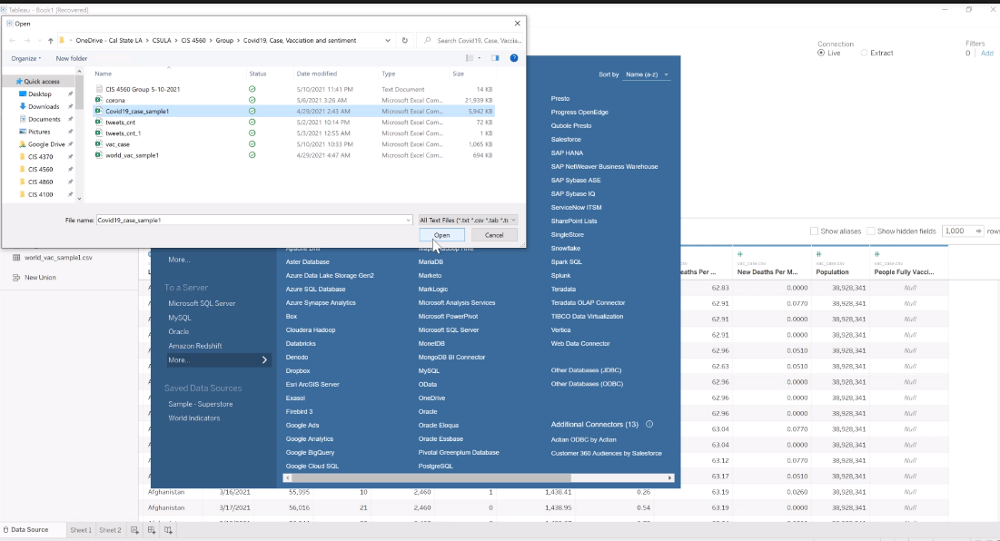 Tableau - Book1 [Recovered]
Open
OneDrive - Cal State LA > CSULA > CIS 4560 > Group > Covid19, Case, Vacciation and sentiment
Search Covid19, Case, Vaccia...
Organize
New folder
Name
Status
Date modified
Type
Size
Quick access
Desktop
Downloads
Documents
Pictures
Google Drive
CIS 4370
CIS 4560
CIS 4860
CIS 4100
CIS 4560 Group 5-10-2021 5/10/2021 11:41 PM Text Document 14 KB
corona 5/6/2021 3:26 AM Microsoft Excel Com... 21,939 KB
Covid19_case_sample1 4/29/2021 2:43 AM Microsoft Excel Com... 5,942 KB
tweets_cnt 5/2/2021 10:14 PM Microsoft Excel Com... 72 KB
tweets_cnt_1 5/3/2021 12:55 AM Microsoft Excel Com... 1 KB
vac_case 5/10/2021 10:33 PM Microsoft Excel Com... 1,065 KB
world_vac_sample1 4/29/2021 4:47 AM Microsoft Excel Com... 694 KB
File name: Covid19_case_sample1
All Text Files (*.txt *.csv *.tab *.ts
Open
Cancel
Connection
Live
Extract
Filters
0 | Add
Sort by Name (a-z)
Presto
Progress OpenEdge
Qubole Presto
Salesforce
SAP HANA
SAP NetWeaver Business Warehouse
SAP Sybase ASE
SAP Sybase IQ
ServiceNow ITSM
SharePoint Lists
SingleStore
Snowflake
Spark SQL
Splunk
Teradata
Teradata OLAP Connector
TIBCO Data Virtualization
Vertica
Web Data Connector
Other Databases (JDBC)
Other Databases (ODBC)
Additional Connectors (13)
Actian ODBC by Actian
Customer 360 Audiences by Salesforce
Aster Database
Azure Data Lake Storage Gen2
Azure SQL Database
Azure Synapse Analytics
Box
Cloudera Hadoop
Databricks
Denodo
Dropbox
Esri ArcGIS Server
Exasol
Firebird 3
Google Ads
Google Analytics
Google BigQuery
Google Cloud SQL
MariaDB
Marketo
MarkLogic
Microsoft Analysis Services
Microsoft PowerPivot
Microsoft SQL Server
MonetDB
MongoDB BI Connector
MySQL
OData
OneDrive
Oracle
Oracle Eloqua
Oracle Essbase
Pivotal Greenplum Database
PostgreSQL
More...
To a Server
Microsoft SQL Server
MySQL
Oracle
Amazon Redshift
More...
Saved Data Sources
Sample - Superstore
World Indicators
world_vac_sample1.csv
New Union
Show aliases
Show hidden fields
1,000
rows
vac_case.csv
vac_case.csv
vac_case.csv
eaths Per ... New Deaths Per M... Population People Fully Vacci...
62.83 0.0000 38,928,341 Null
62.91 0.0770 38,928,341 Null
62.91 0.0000 38,928,341 Null
62.91 0.0000 38,928,341 Null
62.96 0.0510 38,928,341 Null
62.63 0.0510 38,928,341 Null
62.96 0.0000 38,928,341 Null
62.96 0.0000 38,928,341 Null
62.96 0.0000 38,928,341 Null
63.04 0.0770 38,928,341 Null
63.04 0.0000 38,928,341 Null
63.12 0.0770 38,928,341 Null
63.17 0.0510 38,928,341 Null
Afghanistan 3/16/2021 55,995 10 2,460 1 1,438.41 0.26 63.19 0.0260 38,928,341 Null
Afghanistan 3/17/2021 56,016 21 2,460 0 1,438.95 0.54 63.19 0.0000 38,928,341 Null
Data Source
Sheet 1
Sheet 2